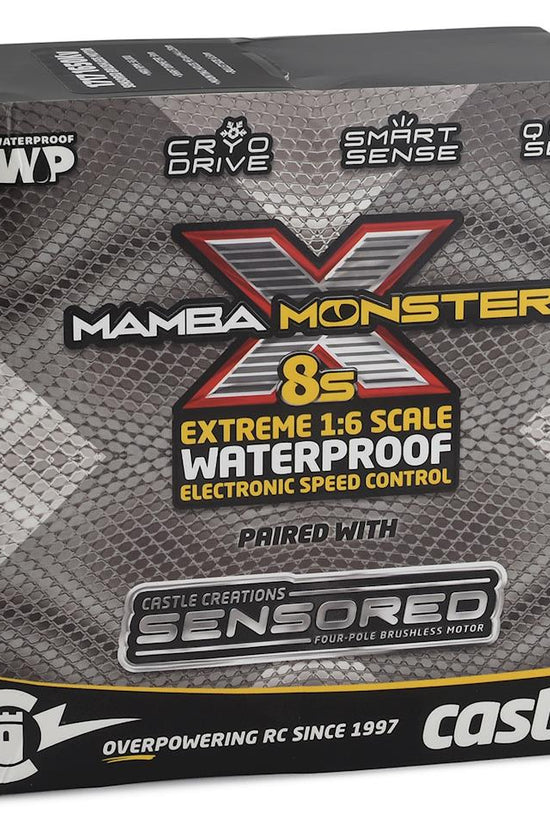 WATERPROOF
WP
CRYO
DRIVE
SMART
SENSE
Q
SE
X
MAMBA MONSTER
8s
EXTREME 1:6 SCALE
WATERPROOF
ELECTRONIC SPEED CONTROL
PAIRED WITH
CASTLE CREATIONS
SENSORED
FOUR-POLE BRUSHLESS MOTOR
OVERPOWERING RC SINCE 1997
cast